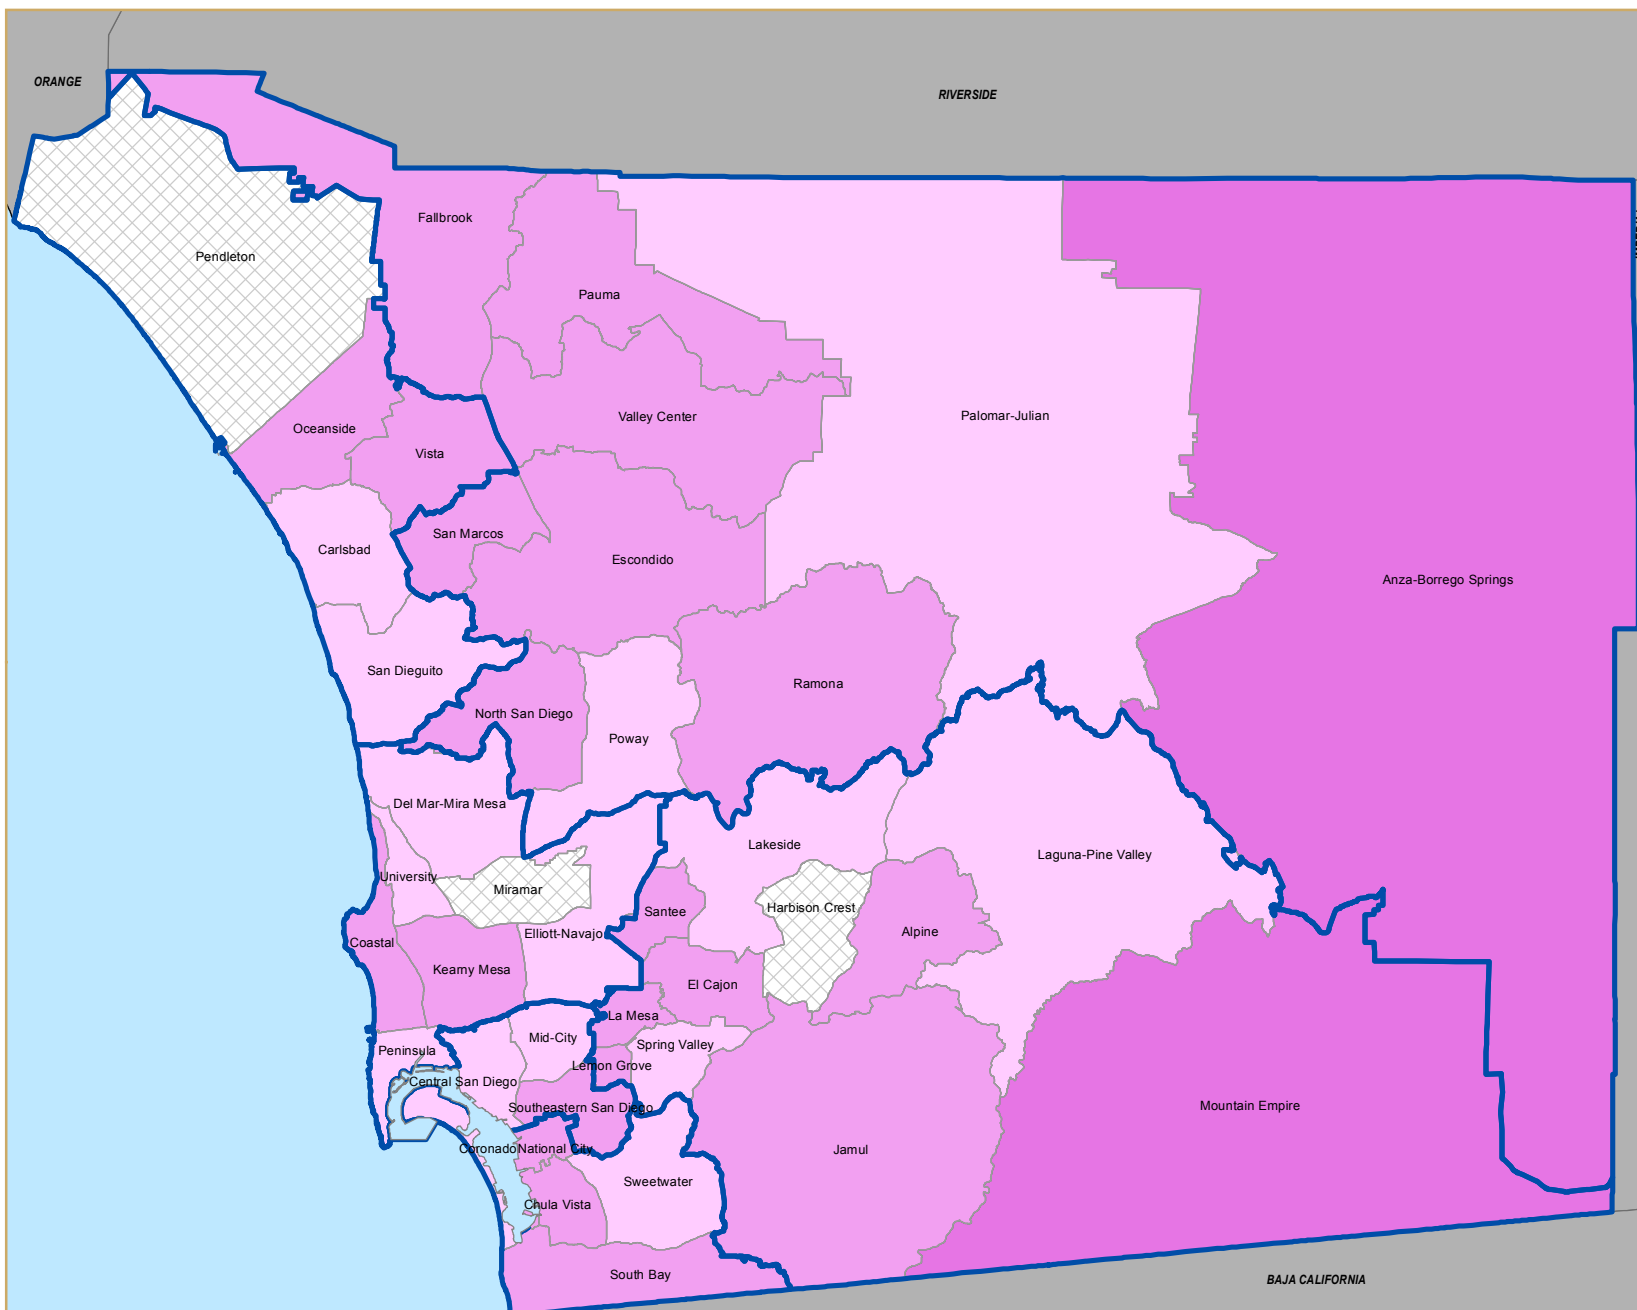 ORANGE
RIVERSIDE
Fallbrook
Pendleton
Pauma
Valley Center
Palomar-Julian
Oceanside
Vista
San Marcos
Carlsbad
Escondido
Anza-Borrego Springs
San Dieguito
Ramona
North San Diego
Poway
Del Mar-Mira Mesa
Lakeside
Laguna-Pine Valley
University
Miramar
Harbison Crest
Santee
Alpine
Elliott-Navajo
Coastal
Kearny Mesa
El Cajon
La Mesa
Mid-City
Spring Valley
Peninsula
Lemon Grove
Central San Diego
Southeastern San Diego
Mountain Empire
Coronado
National City
Jamul
Sweetwater
Chula Vista
South Bay
BAJA CALIFORNIA